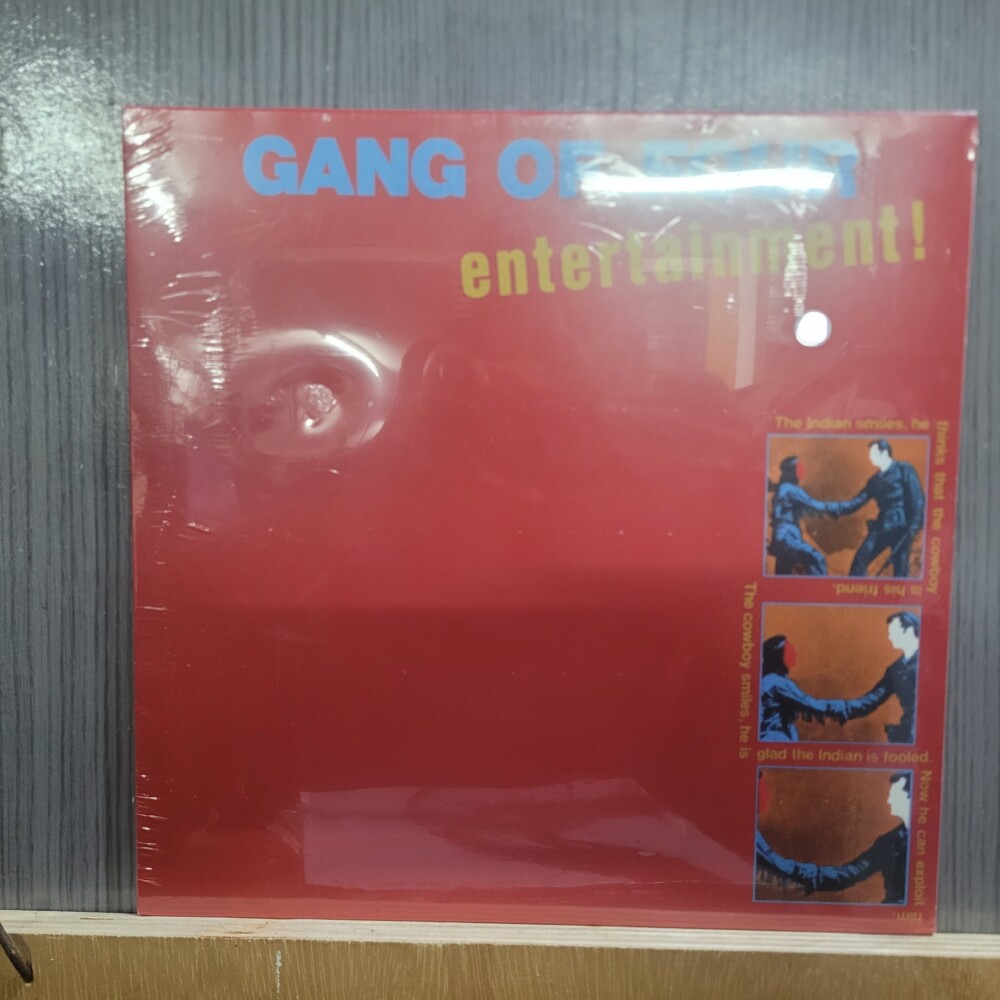 GANG OF FOUR
entertainment!
The Indian smiles, he
thinks that the cowboy
is his friend.
The cowboy smiles, he is
glad the Indian is fooled.
Now he can exploit
him.